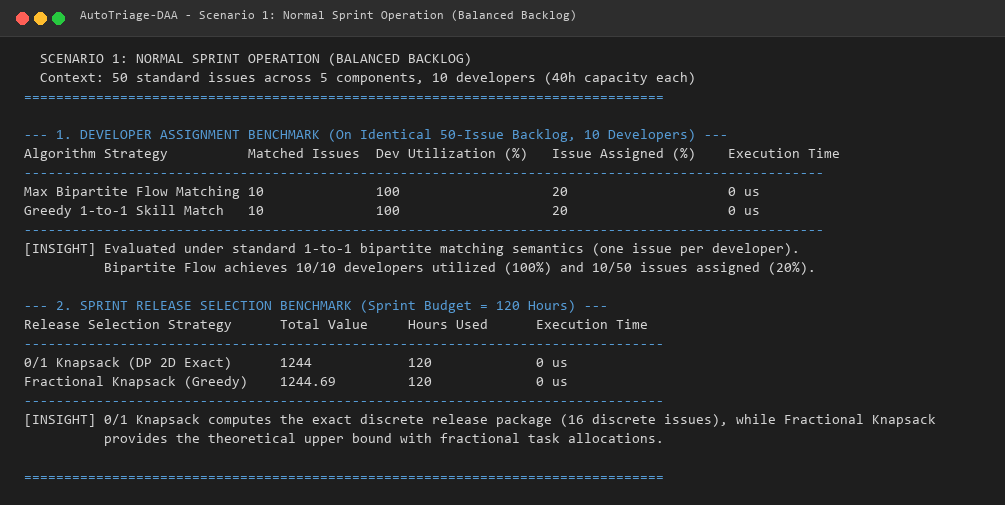 AutoTriage-DAA - Scenario 1: Normal Sprint Operation (Balanced Backlog)
SCENARIO 1: NORMAL SPRINT OPERATION (BALANCED BACKLOG)
Context: 50 standard issues across 5 components, 10 developers (40h capacity each)
================================================================================
--- 1. DEVELOPER ASSIGNMENT BENCHMARK (On Identical 50-Issue Backlog, 10 Developers) ---
Algorithm Strategy          Matched Issues  Dev Utilization (%)   Issue Assigned (%)    Execution Time
----------------------------------------------------------------------------------------------------
Max Bipartite Flow Matching 10              100                   20                    0 us
Greedy 1-to-1 Skill Match   10              100                   20                    0 us
----------------------------------------------------------------------------------------------------
[INSIGHT] Evaluated under standard 1-to-1 bipartite matching semantics (one issue per developer).
Bipartite Flow achieves 10/10 developers utilized (100%) and 10/50 issues assigned (20%).
--- 2. SPRINT RELEASE SELECTION BENCHMARK (Sprint Budget = 120 Hours) ---
Release Selection Strategy      Total Value     Hours Used      Execution Time
--------------------------------------------------------------------------------
0/1 Knapsack (DP 2D Exact)      1244            120             0 us
Fractional Knapsack (Greedy)    1244.69         120             0 us
--------------------------------------------------------------------------------
[INSIGHT] 0/1 Knapsack computes the exact discrete release package (16 discrete issues), while Fractional Knapsack
provides the theoretical upper bound with fractional task allocations.
================================================================================